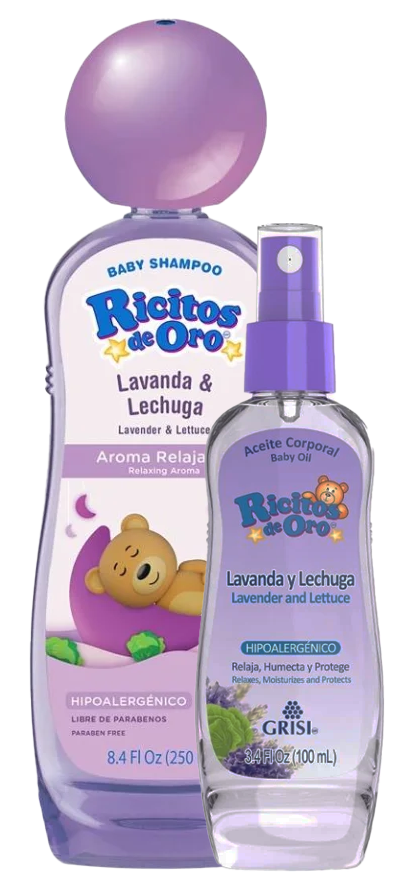 BABY SHAMPOO
Ricitos
de Oro
Lavanda &
Lechuga
Lavender & Lettuce
Aroma
Relaxing Aroma
HIPOALERGÉNICO
LIBRE DE PARABENOS
PARABEN FREE
8.4 Fl Oz (250
Aceite Corporal
Baby Oil
Ricitos
de Oro
Lavanda y Lechuga
Lavender and Lettuce
HIPOALERGÉNICO
Relaja, Humecta y Protege
Relaxes, Moisturizes and Protects
GRISI
3.4 Fl Oz (100 mL)